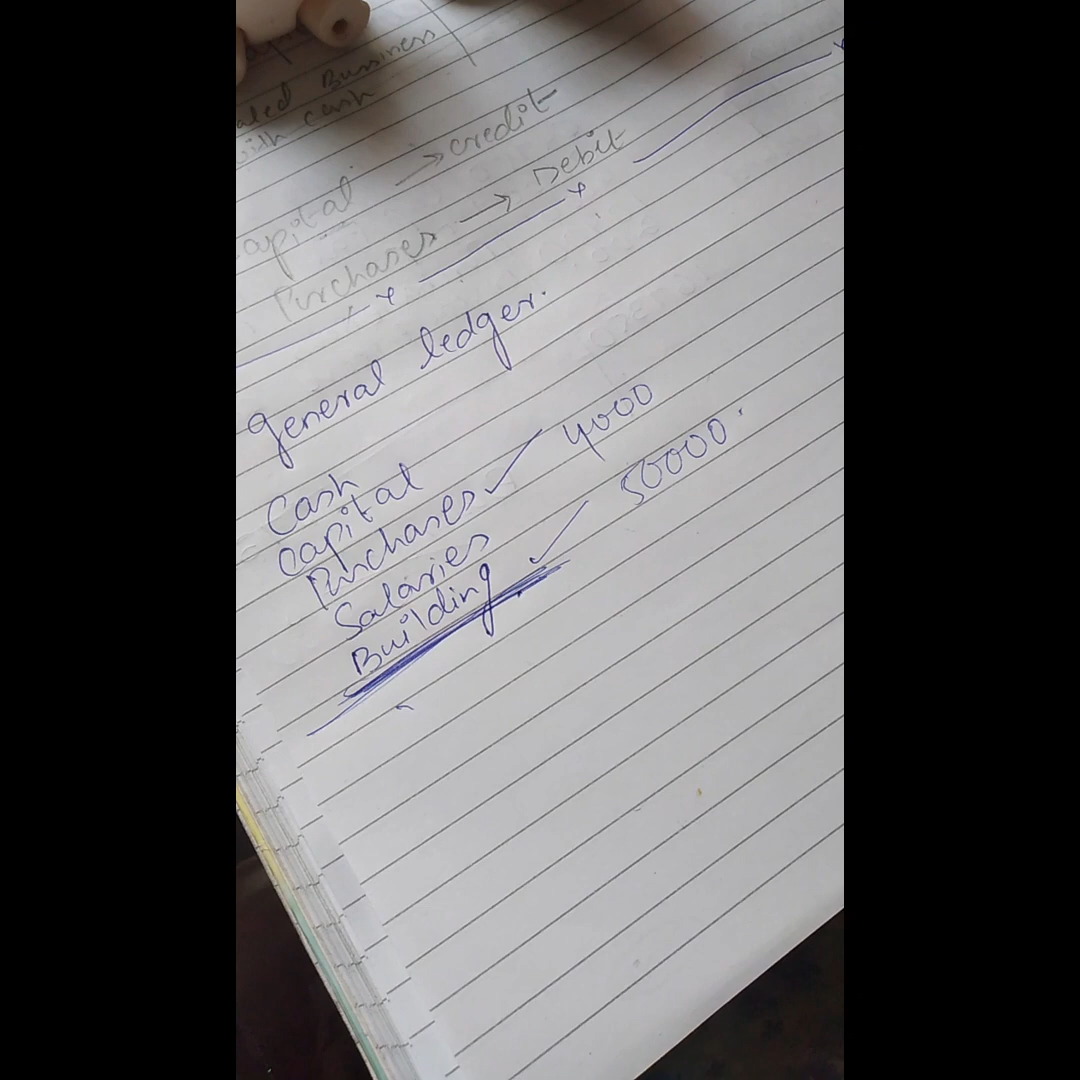 Bussiness
with cash
capital → credit
Purchases → Debit
general ledger.
Cash
capital
Purchases ✓ 4000
Salaries
Building. ✓ 50000.